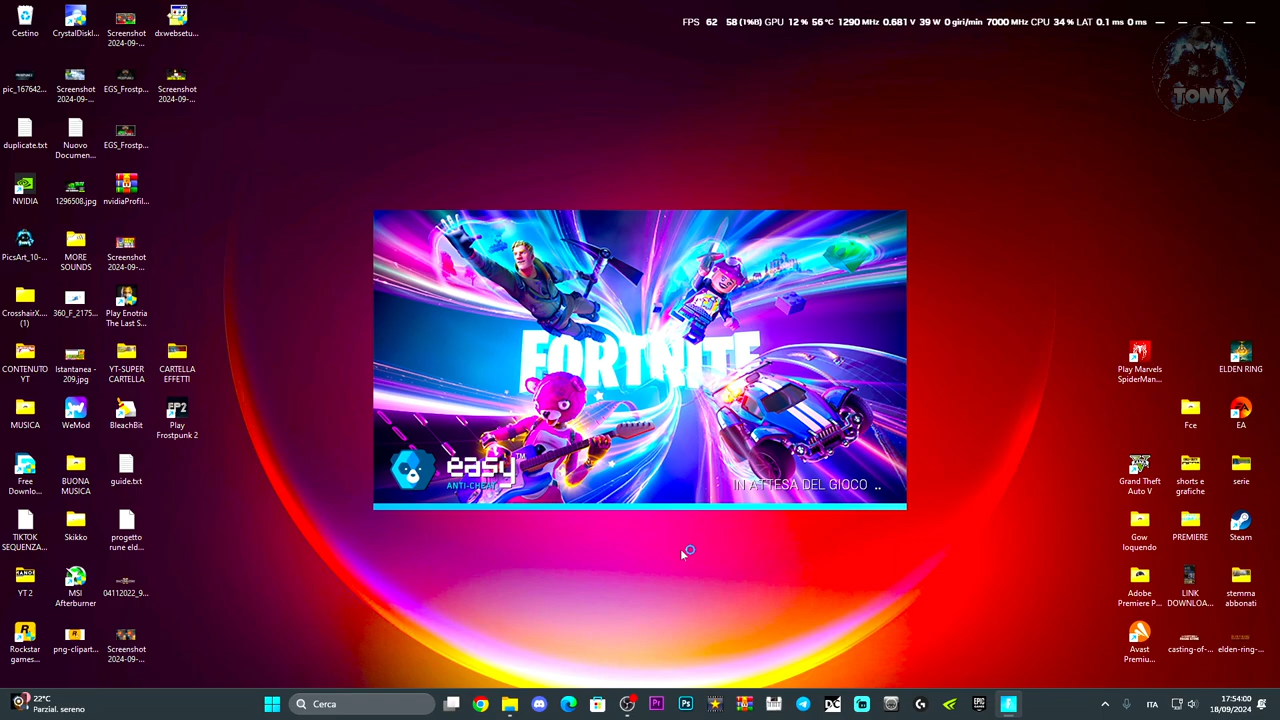 FPS 62 58 (1%) GPU 12 % 56 °C 1290 MHz 0.681 V 39 W 0 giri/min 7000 MHz CPU 34 % LAT 0.1 ms 0 ms
TONY
Cestino
CrystalDiskI...
Screenshot
2024-09-...
dxwebsetu...
pic_167642...
Screenshot
2024-09-...
EGS_Frostp...
Screenshot
2024-09-...
duplicate.txt
Nuovo
Documen...
EGS_Frostp...
NVIDIA
1296508.jpg
nvidiaProfil...
PicsArt_10-...
MORE
SOUNDS
Screenshot
2024-09-...
CrosshairX...
(1)
360_F_2175...
Play Enotria
The Last S...
CONTENUTO
YT
Istantanea -
209.jpg
YT-SUPER
CARTELLA
CARTELLA
EFFETTI
MUSICA
WeMod
BleachBit
Play
Frostpunk 2
Free
Downlo...
BUONA
MUSICA
guide.txt
TIKTOK
SEQUENZA...
Skikko
progetto
rune eld...
YT 2
MSI
Afterburner
04112022_9...
Rockstar
games...
png-clipart...
Screenshot
2024-09-...
FORTNITE
easy™
ANTI-CHEAT
IN ATTESA DEL GIOCO ..
Play Marvels
SpiderMan...
ELDEN RING
Fce
EA
Grand Theft
Auto V
shorts e
grafiche
serie
Gow
loquendo
PREMIERE
Steam
Adobe
Premiere P...
LINK
DOWNLOA...
stemma
abbonati
Avast
Premiu...
casting-of-...
elden-ring-...
22°C
Parzial. sereno
Cerca
ITA
17:54:00
18/09/2024